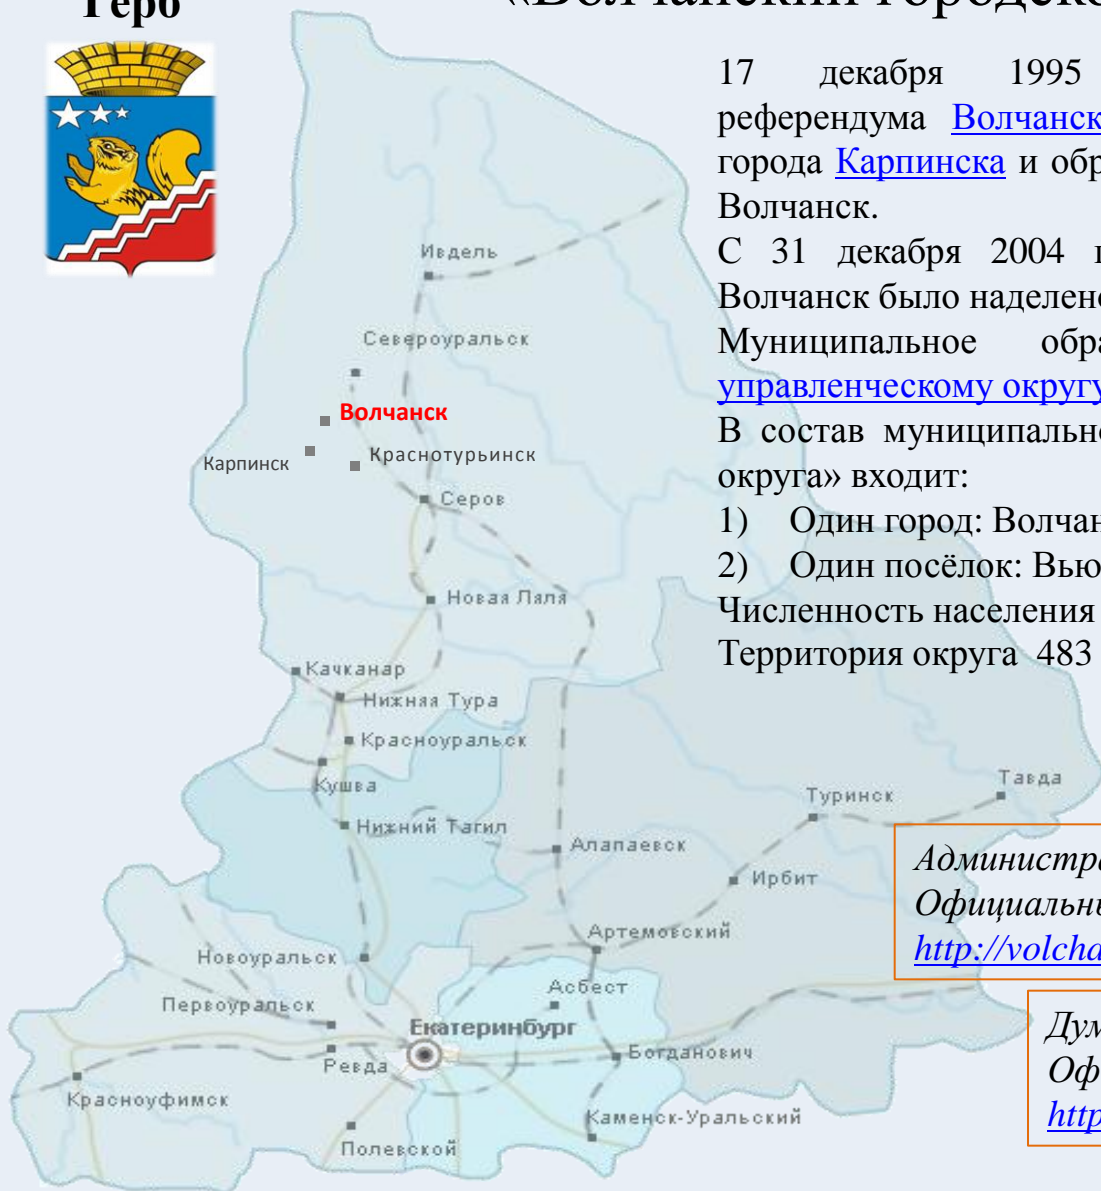 Герб
«Волчанский городско
17 декабря 1995
референдума Волчанск
города Карпинска и обр
Волчанск.
С 31 декабря 2004 г
Волчанск было наделено
Муниципальное обра
управленческому округу
В состав муниципально
округа» входит:
1) Один город: Волчан
2) Один посёлок: Вью
Численность населения
Территория округа 483
Ивдель
Североуральск
Волчанск
Карпинск
Краснотурьинск
Серов
Новая Ляля
Качканар
Нижняя Тура
Красноуральск
Кушва
Нижний Тагил
Тавда
Туринск
Алапаевск
Ирбит
Артемовский
Новоуральск
Асбест
Первоуральск
Екатеринбург
Ревда
Богданович
Красноуфимск
Каменск-Уральский
Полевской
Администра
Официальны
http://volcha
Дум
Оф
http